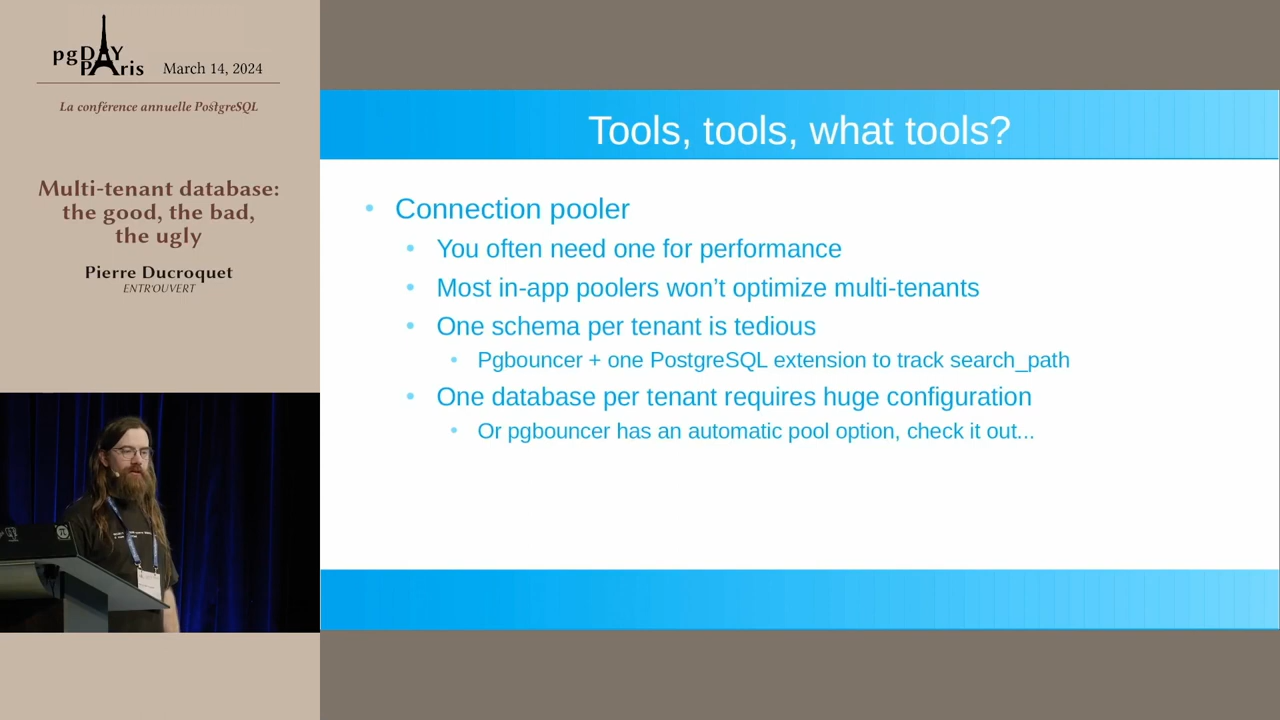 pgDAY
PAris
March 14, 2024
La conférence annuelle PostgreSQL
Multi-tenant database:
the good, the bad,
the ugly
Pierre Ducroquet
ENTR'OUVERT
Tools, tools, what tools?
• Connection pooler
• You often need one for performance
• Most in-app poolers won’t optimize multi-tenants
• One schema per tenant is tedious
• Pgbouncer + one PostgreSQL extension to track search_path
• One database per tenant requires huge configuration
• Or pgbouncer has an automatic pool option, check it out...